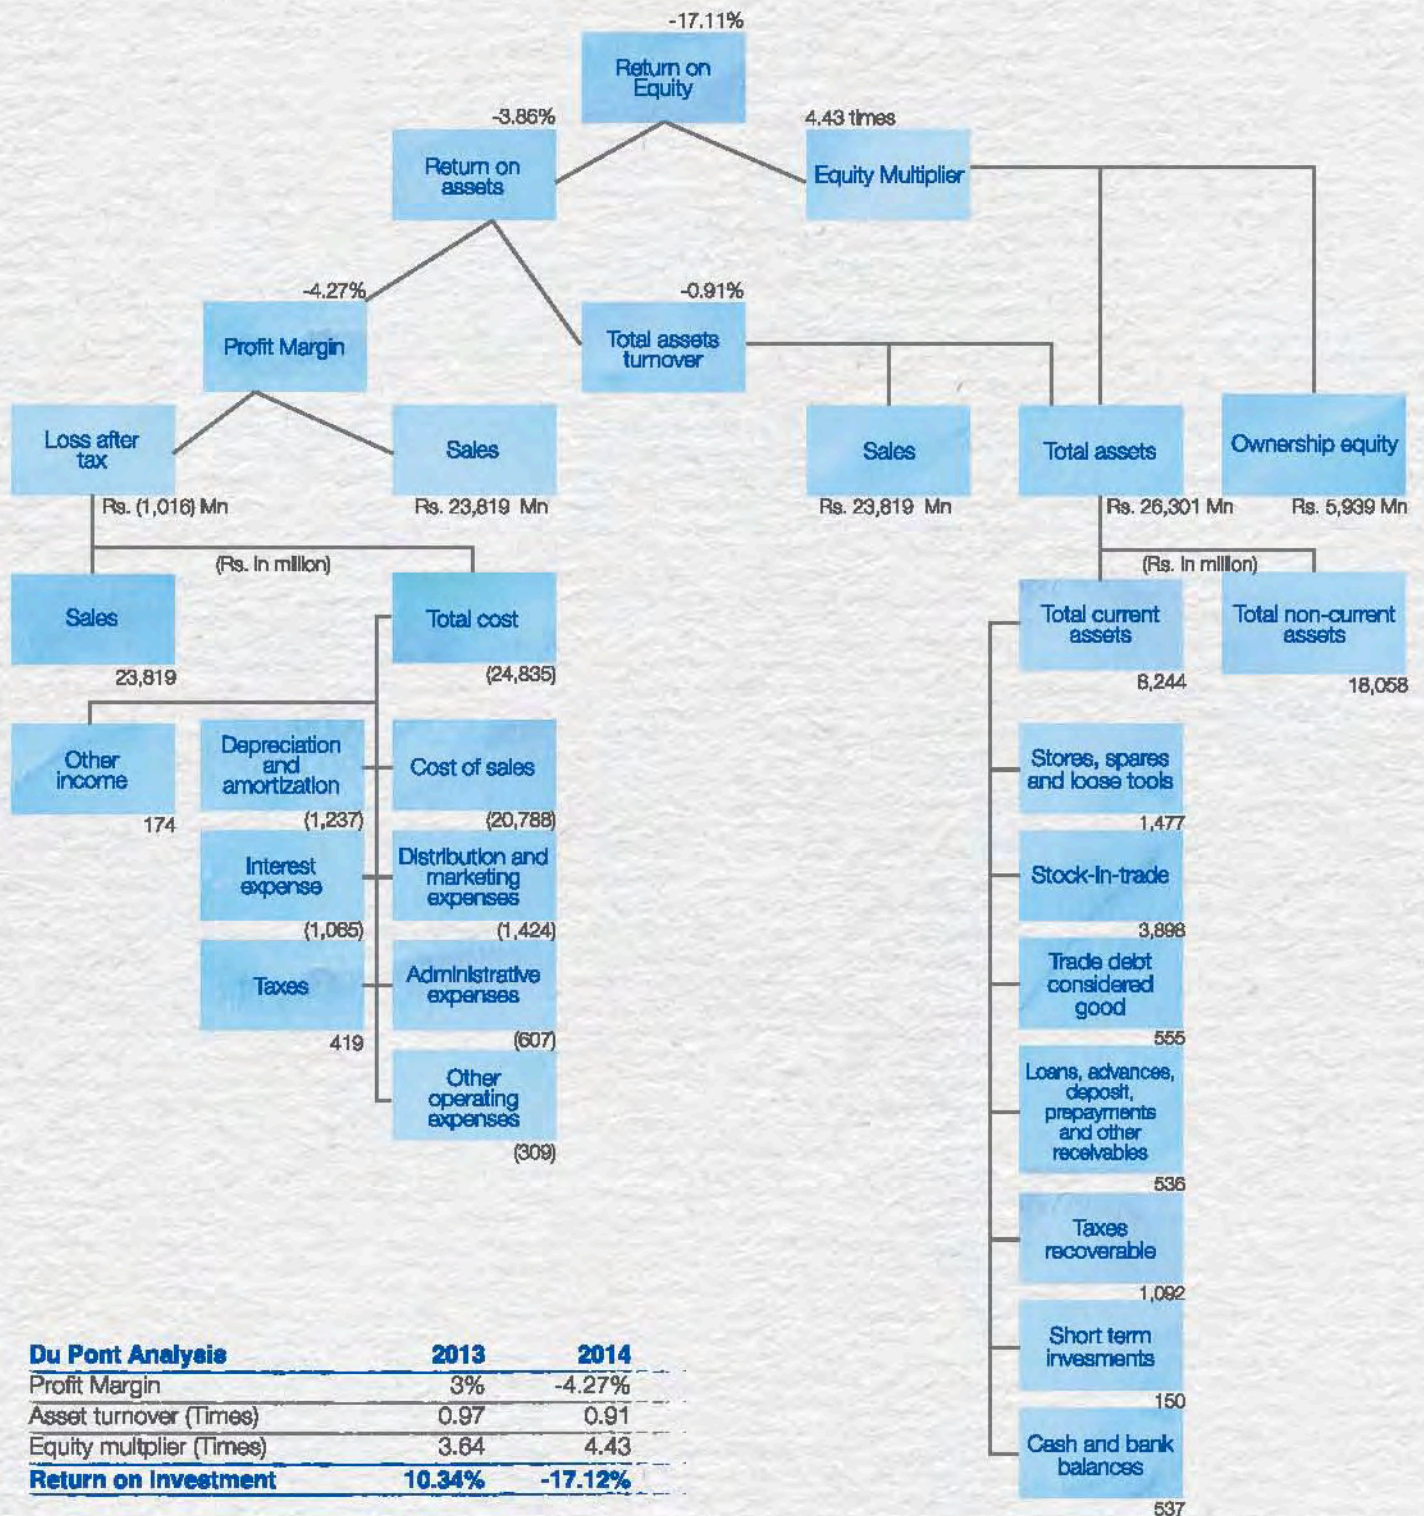 -17.11%
Return on
Equity
-3.86%
Return on
assets
4.43 times
Equity Multiplier
-4.27%
Profit Margin
-0.91%
Total assets
turnover
Loss after
tax
Rs. (1,016) Mn
Sales
Rs. 23,819 Mn
Sales
Rs. 23,819 Mn
Total assets
Rs. 26,301 Mn
Ownership equity
Rs. 5,939 Mn
(Rs. in million)
(Rs. in million)
Sales
23,819
Total cost
(24,835)
Total current
assets
8,244
Total non-current
assets
18,058
Other
income
174
Depreciation
and
amortization
(1,237)
Cost of sales
(20,788)
Interest
expense
(1,065)
Distribution and
marketing
expenses
(1,424)
Taxes
419
Administrative
expenses
(607)
Other
operating
expenses
(309)
Stores, spares
and loose tools
1,477
Stock-in-trade
3,898
Trade debt
considered
good
555
Loans, advances,
deposit,
prepayments
and other
receivables
536
Taxes
recoverable
1,092
Short term
invesments
150
Cash and bank
balances
537
Du Pont Analysis 2013 2014
Profit Margin 3% -4.27%
Asset turnover (Times) 0.97 0.91
Equity multplier (Times) 3.64 4.43
Return on Investment 10.34% -17.12%